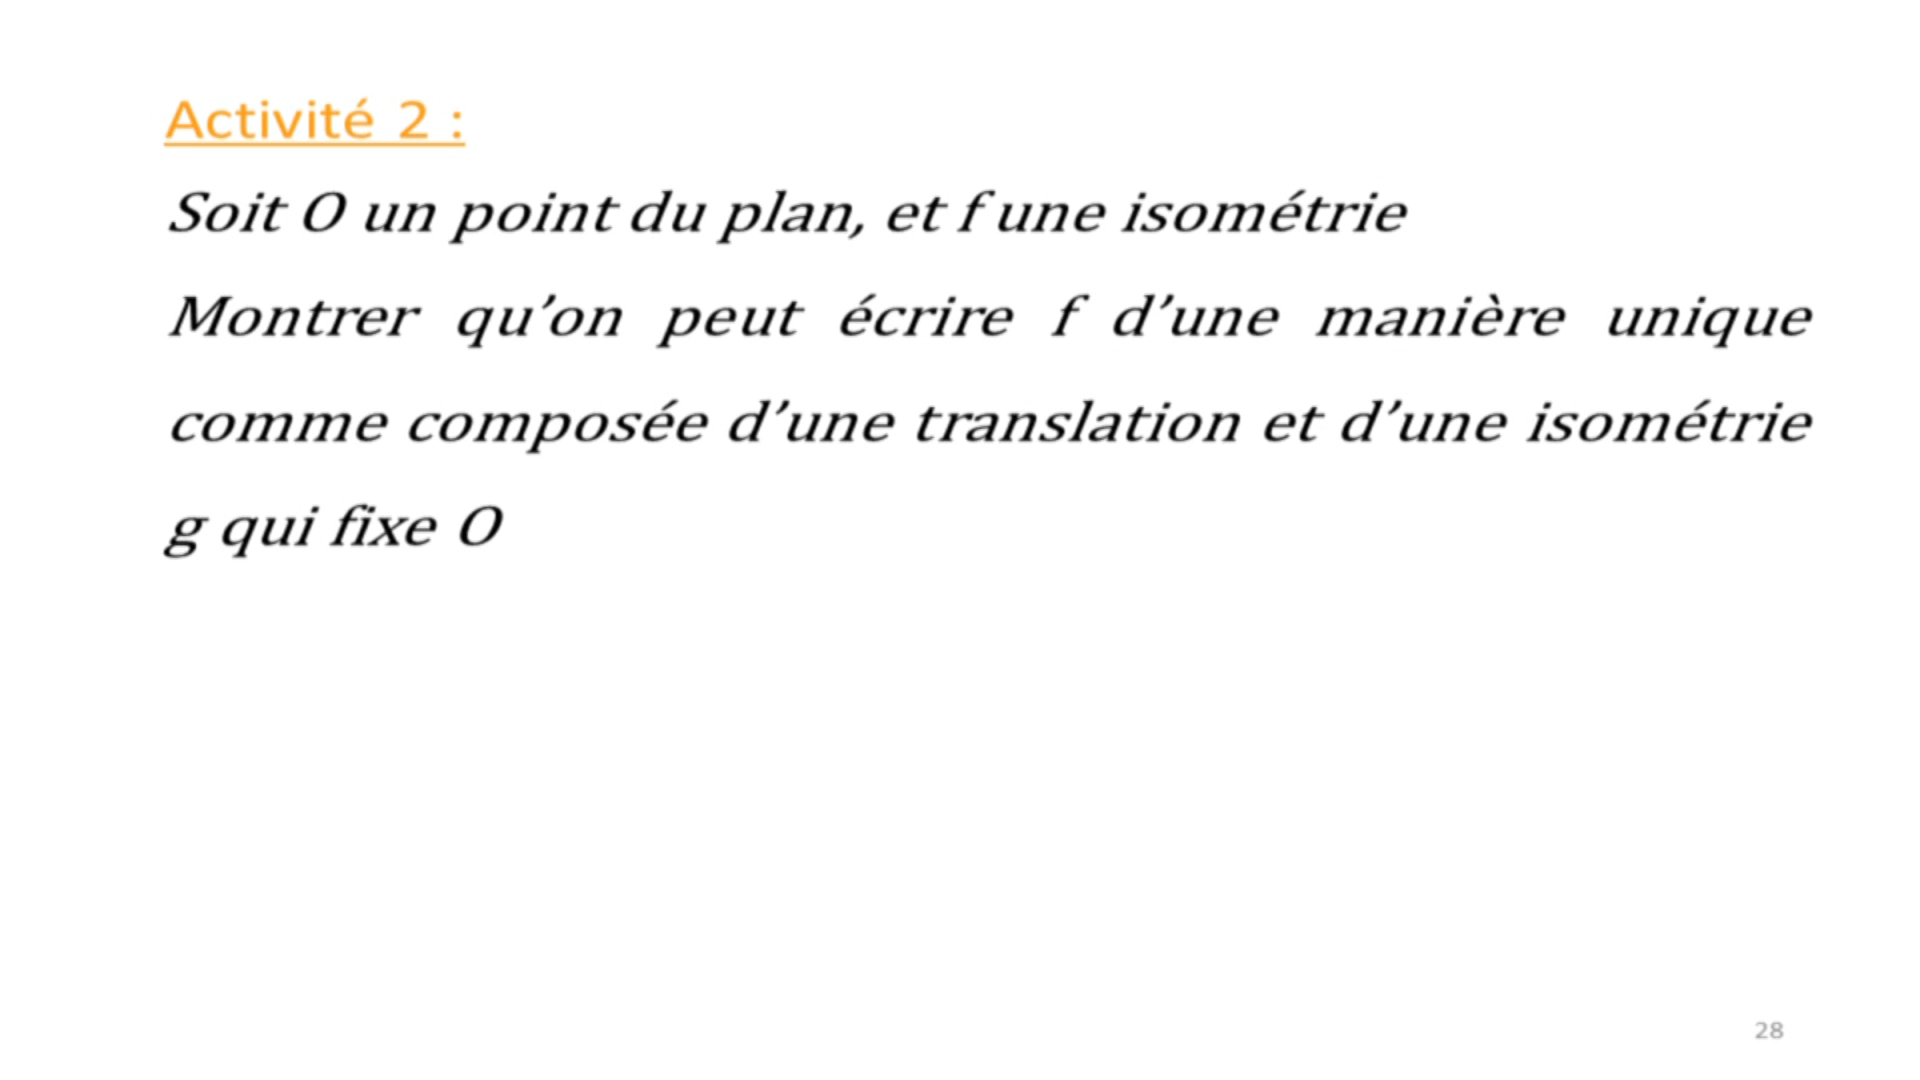 Activité 2 :
Soit O un point du plan, et f une isométrie
Montrer qu’on peut écrire f d’une manière unique
comme composée d’une translation et d’une isométrie
g qui fixe O
28